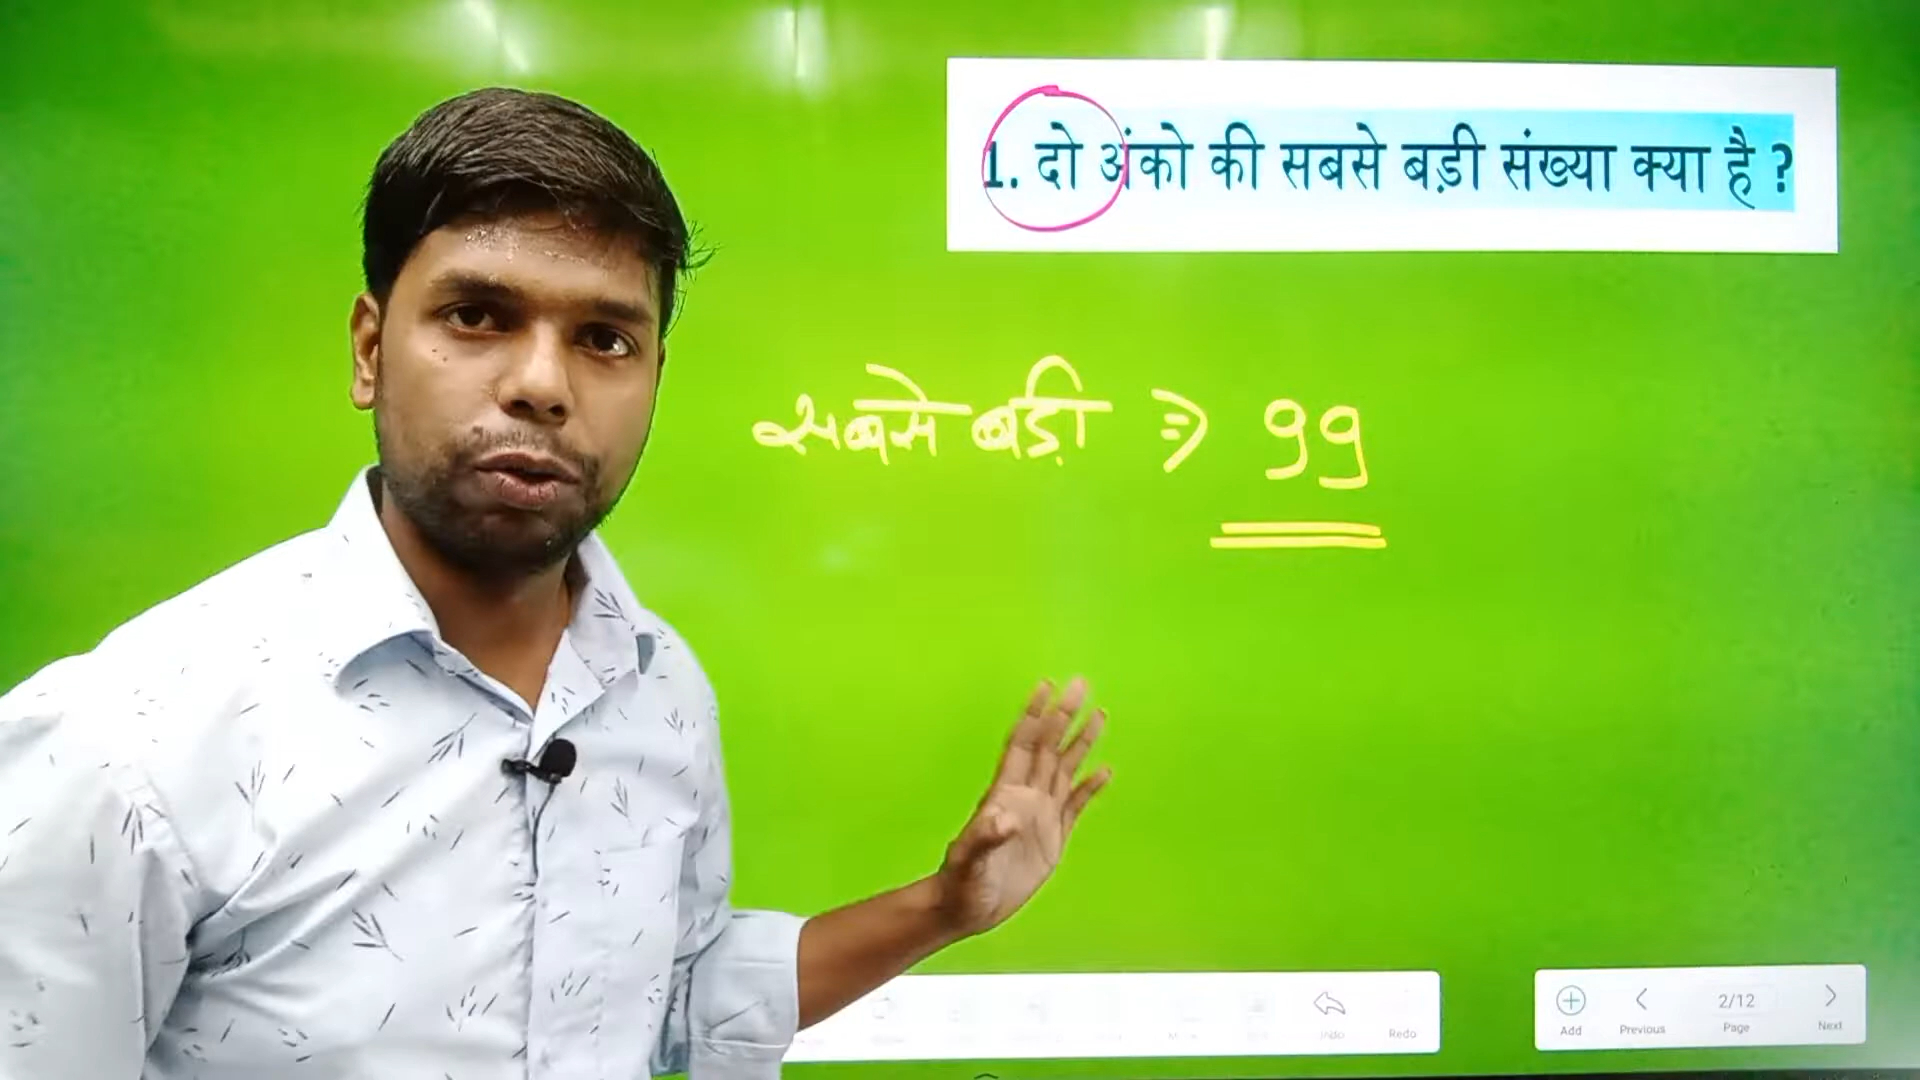 1. दो अंको की सबसे बड़ी संख्या क्या है ?
सबसे बड़ी ⇒ 99
Undo Redo
Add Previous 2/12 Page Next